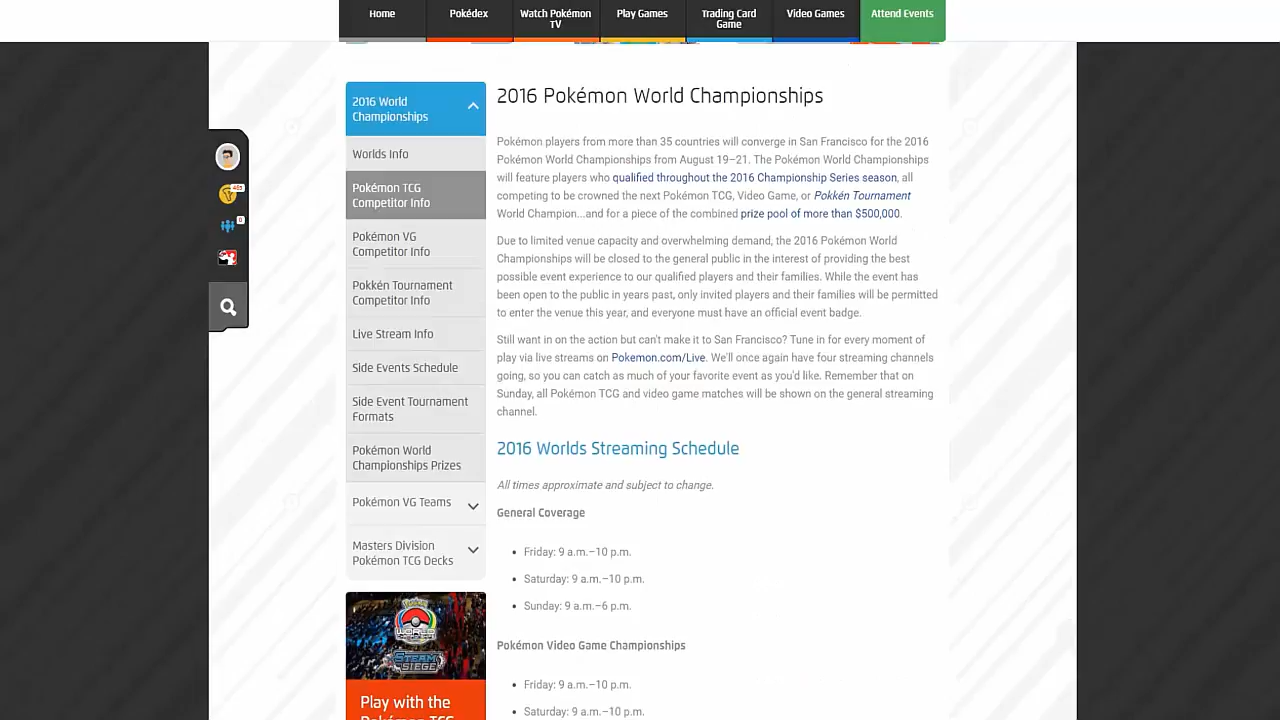 Home
Pokédex
Watch Pokémon
TV
Play Games
Trading Card
Game
Video Games
Attend Events
2016 World
Championships
Worlds Info
Pokémon TCG
Competitor Info
Pokémon VG
Competitor Info
Pokkén Tournament
Competitor Info
Live Stream Info
Side Events Schedule
Side Event Tournament
Formats
Pokémon World
Championships Prizes
Pokémon VG Teams
Masters Division
Pokémon TCG Decks
Play with the
2016 Pokémon World Championships
Pokémon players from more than 35 countries will converge in San Francisco for the 2016
Pokémon World Championships from August 19–21. The Pokémon World Championships
will feature players who qualified throughout the 2016 Championship Series season, all
competing to be crowned the next Pokémon TCG, Video Game, or Pokkén Tournament
World Champion...and for a piece of the combined prize pool of more than $500,000.
Due to limited venue capacity and overwhelming demand, the 2016 Pokémon World
Championships will be closed to the general public in the interest of providing the best
possible event experience to our qualified players and their families. While the event has
been open to the public in years past, only invited players and their families will be permitted
to enter the venue this year, and everyone must have an official event badge.
Still want in on the action but can't make it to San Francisco? Tune in for every moment of
play via live streams on Pokemon.com/Live. We'll once again have four streaming channels
going, so you can catch as much of your favorite event as you'd like. Remember that on
Sunday, all Pokémon TCG and video game matches will be shown on the general streaming
channel.
2016 Worlds Streaming Schedule
All times approximate and subject to change.
General Coverage
Friday: 9 a.m.–10 p.m.
Saturday: 9 a.m.–10 p.m.
Sunday: 9 a.m.–6 p.m.
Pokémon Video Game Championships
Friday: 9 a.m.–10 p.m.
Saturday: 9 a.m.–10 p.m.